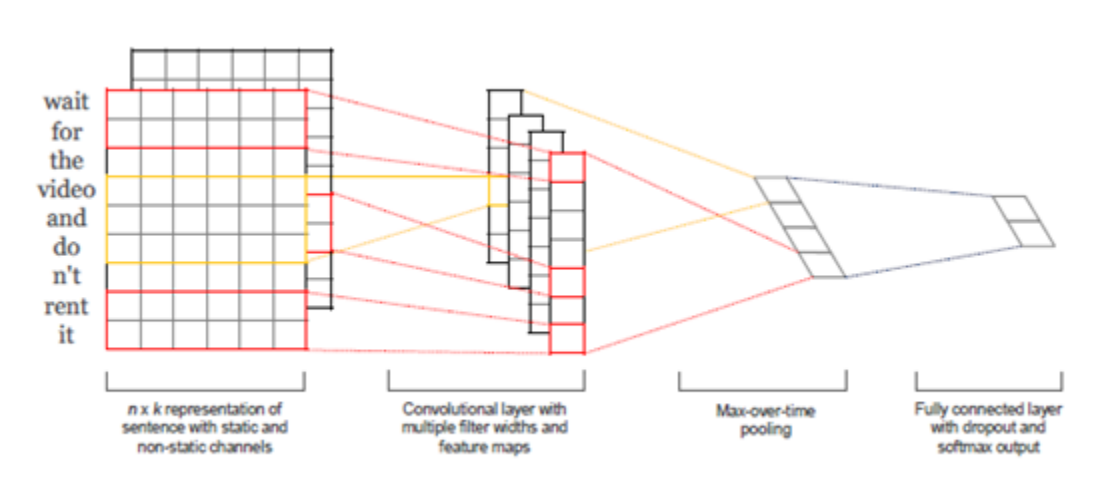 wait
for
the
video
and
do
n't
rent
it
n x k representation of
sentence with static and
non-static channels
Convolutional layer with
multiple filter widths and
feature maps
Max-over-time
pooling
Fully connected layer
with dropout and
softmax output